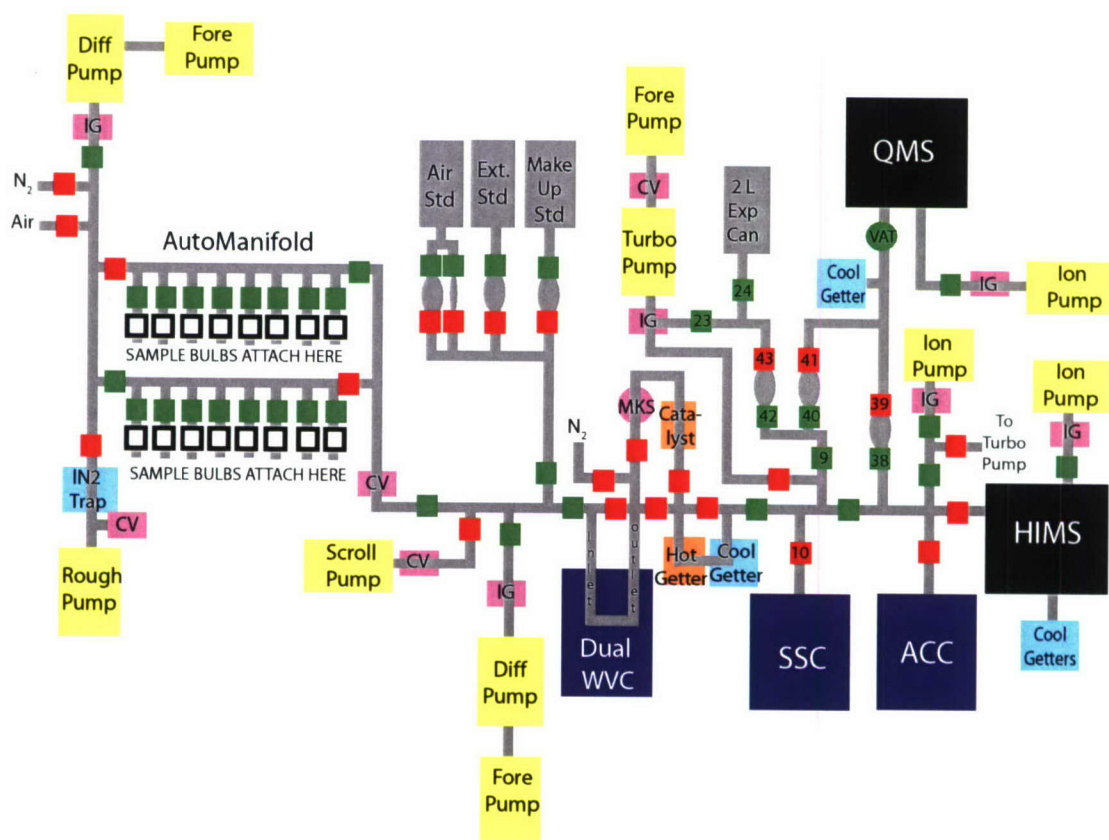 Diff
Pump
Fore
Pump
IG
N2
Air
AutoManifold
SAMPLE BULBS ATTACH HERE
SAMPLE BULBS ATTACH HERE
IN2
Trap
CV
Rough
Pump
CV
Air
Std
Ext.
Std
Make
Up
Std
Scroll
Pump
CV
IG
Diff
Pump
Fore
Pump
N2
MKS
Cata-
lyst
Inlet
outlet
Dual
WVC
Hot
Getter
Cool
Getter
Fore
Pump
CV
Turbo
Pump
IG
23
24
2 L
Exp
Can
43
42
41
40
9
10
SSC
QMS
VAT
Cool
Getter
IG
Ion
Pump
39
38
Ion
Pump
IG
To
Turbo
Pump
ACC
Ion
Pump
IG
HIMS
Cool
Getters